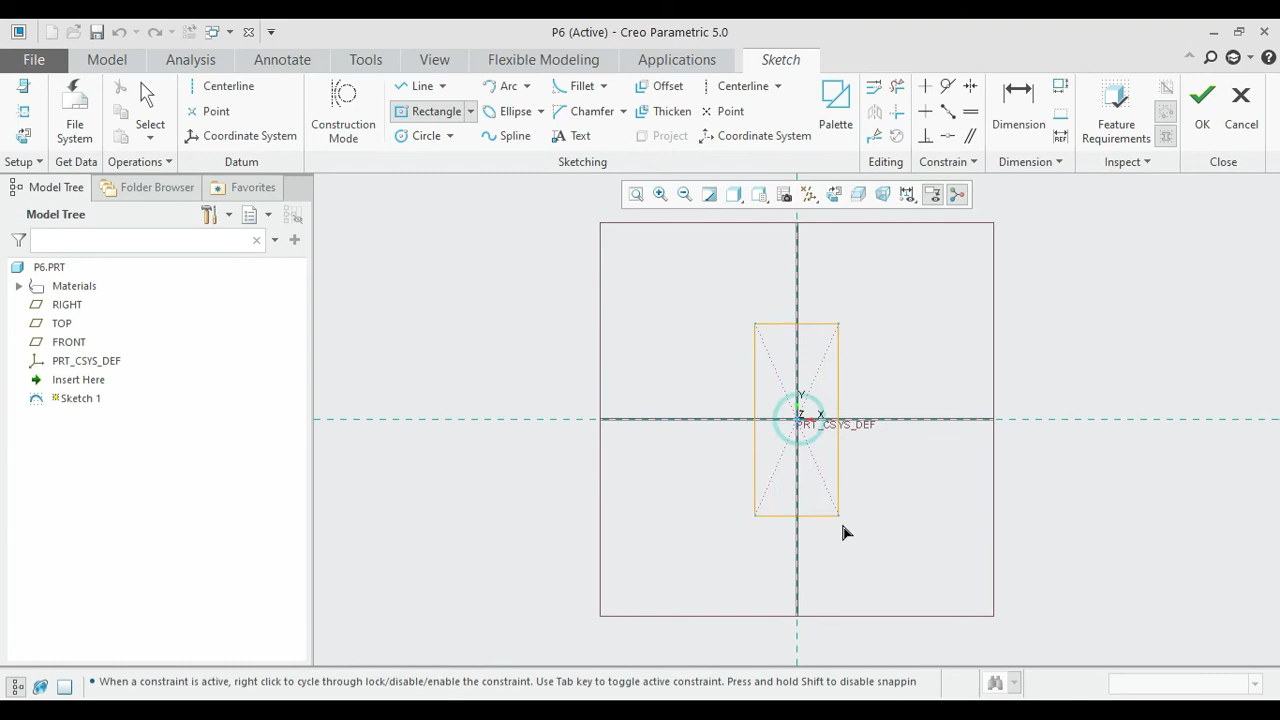 P6 (Active) - Creo Parametric 5.0
File Model Analysis Annotate Tools View Flexible Modeling Applications Sketch
Centerline Line Arc Fillet Offset Centerline
Point Rectangle Ellipse Chamfer Thicken Point
File System Select Coordinate System Construction Mode Circle Spline Text Project Coordinate System Palette Dimension Feature Requirements OK Cancel
Setup Get Data Operations Datum Sketching Editing Constrain Dimension Inspect Close
Model Tree Folder Browser Favorites
Model Tree
P6.PRT
Materials
RIGHT
TOP
FRONT
PRT_CSYS_DEF
Insert Here
Sketch 1
Y
Z X
PRT_CSYS_DEF
• When a constraint is active, right click to cycle through lock/disable/enable the constraint. Use Tab key to toggle active constraint. Press and hold Shift to disable snappin